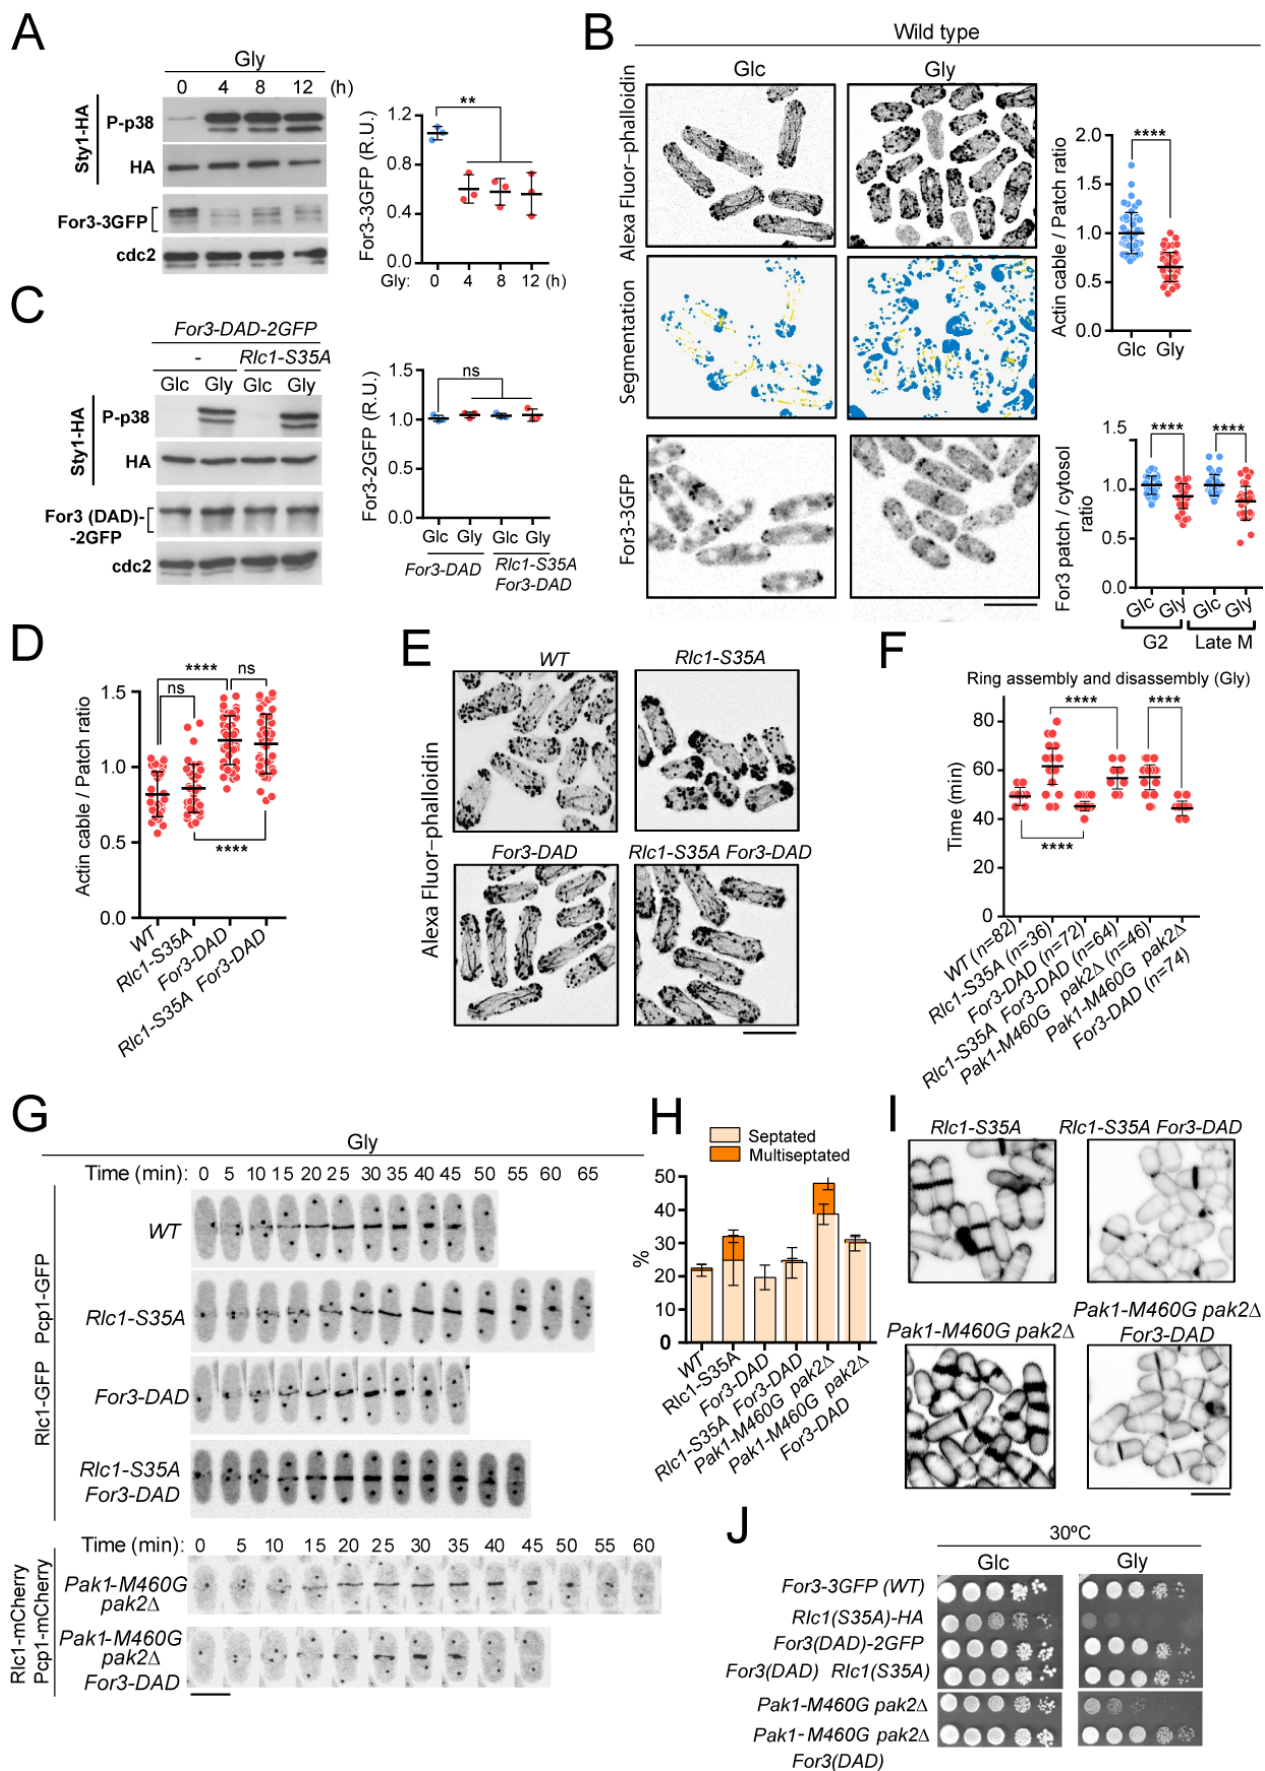 A
Gly
0 4 8 12 (h)
Sty1-HA
P-p38
HA
For3-3GFP
cdc2
For3-3GFP (R.U.)
1.2
0.8
0.4
0.0
**
Gly: 0 4 8 12 (h)
B
Wild type
Glc Gly
Alexa Fluor–phalloidin
Segmentation
For3-3GFP
Actin cable / Patch ratio
2.0
1.5
1.0
0.5
0.0
****
Glc Gly
For3 patch / cytosol ratio
1.5
1.0
0.5
0.0
**** ****
Glc Gly Glc Gly
G2 Late M
C
For3-DAD-2GFP
- Rlc1-S35A
Glc Gly Glc Gly
Sty1-HA
P-p38
HA
For3 (DAD)-
-2GFP
cdc2
For3-2GFP (R.U.)
1.5
1.0
0.5
0.0
ns
Glc Gly Glc Gly
For3-DAD Rlc1-S35A
For3-DAD
D
Actin cable / Patch ratio
1.5
1.0
0.5
0.0
**** ns
ns
****
WT
Rlc1-S35A
For3-DAD
Rlc1-S35A For3-DAD
E
Alexa Fluor–phalloidin
WT Rlc1-S35A
For3-DAD Rlc1-S35A For3-DAD
F
Ring assembly and disassembly (Gly)
Time (min)
80
60
40
20
0
**** ****
****
WT (n=82)
Rlc1-S35A (n=36)
For3-DAD (n=72)
Rlc1-S35A For3-DAD (n=64)
Pak1-M460G pak2Δ (n=46)
Pak1-M460G pak2Δ
For3-DAD (n=74)
G
Gly
Time (min): 0 5 10 15 20 25 30 35 40 45 50 55 60 65
Rlc1-GFP Pcp1-GFP
WT
Rlc1-S35A
For3-DAD
Rlc1-S35A
For3-DAD
Time (min): 0 5 10 15 20 25 30 35 40 45 50 55 60
Rlc1-mCherry
Pcp1-mCherry
Pak1-M460G
pak2Δ
Pak1-M460G
pak2Δ
For3-DAD
H
Septated
Multiseptated
%
50
40
30
20
10
0
WT
Rlc1-S35A
For3-DAD
Rlc1-S35A For3-DAD
Pak1-M460G pak2Δ
Pak1-M460G pak2Δ
For3-DAD
I
Rlc1-S35A Rlc1-S35A For3-DAD
Pak1-M460G pak2Δ Pak1-M460G pak2Δ
For3-DAD
J
30ºC
Glc Gly
For3-3GFP (WT)
Rlc1(S35A)-HA
For3(DAD)-2GFP
For3(DAD) Rlc1(S35A)
Pak1-M460G pak2Δ
Pak1-M460G pak2Δ
For3(DAD)